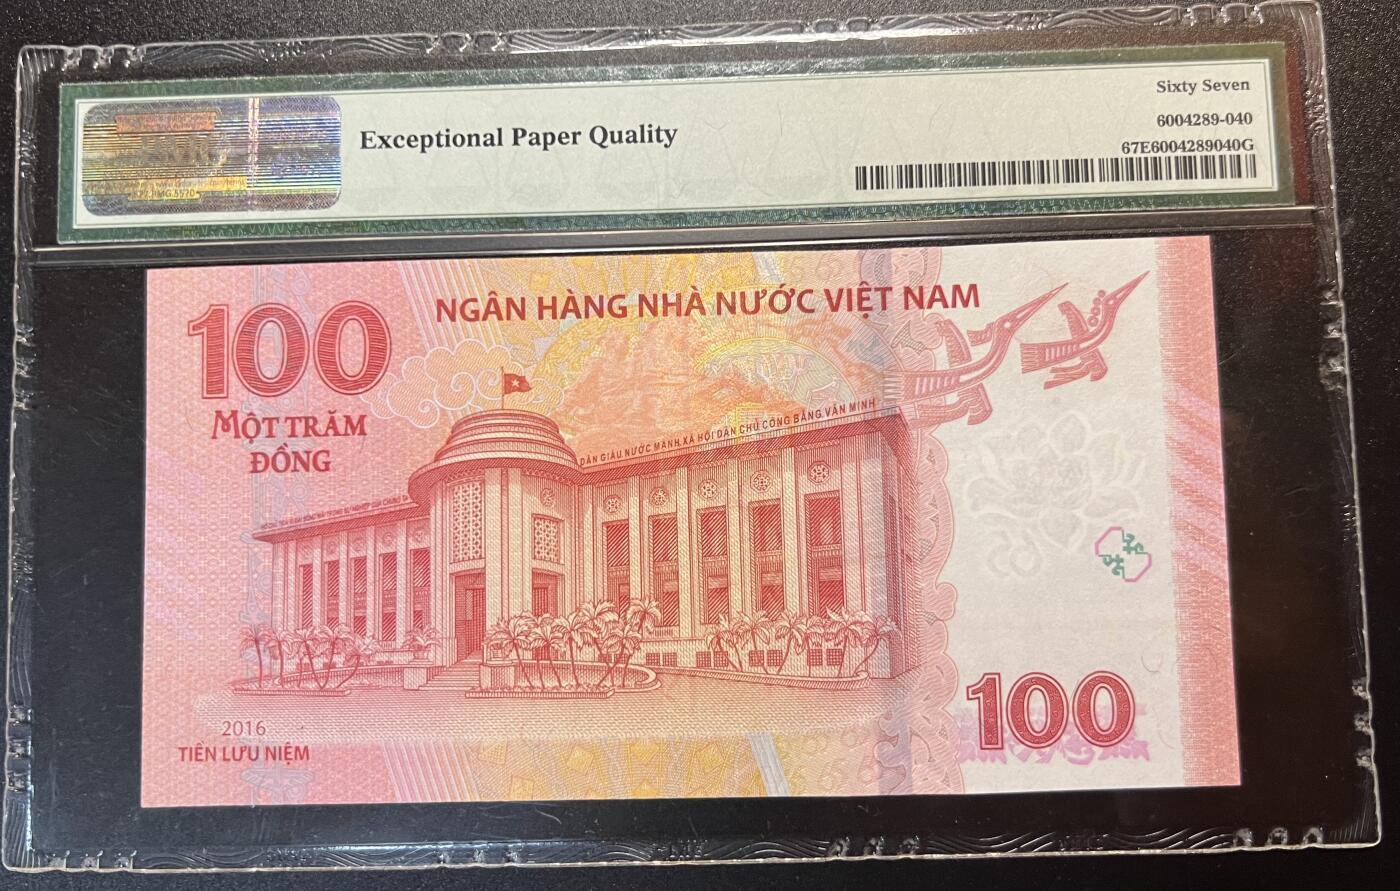 Sixty Seven
Exceptional Paper Quality
6004289-040
67E6004289040G
100
NGÂN HÀNG NHÀ NƯỚC VIỆT NAM
MỘT TRĂM
ĐỒNG
DÂN GIÀU, NƯỚC MẠNH, XÃ HỘI DÂN CHỦ CÔNG BẰNG, VĂN MINH
2016
TIỀN LƯU NIỆM
100